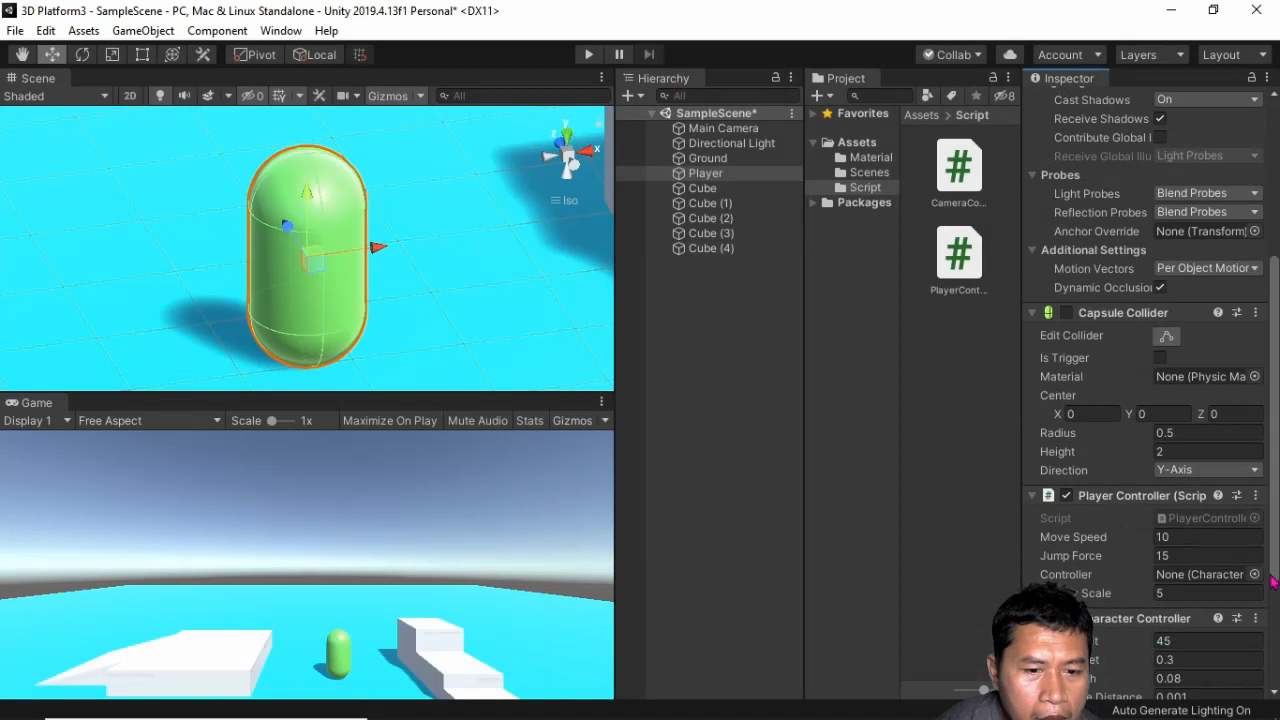 3D Platform3 - SampleScene - PC, Mac & Linux Standalone - Unity 2019.4.13f1 Personal* <DX11>
File Edit Assets GameObject Component Window Help
Pivot Local Collab Account Layers Layout
Scene
Shaded 2D 0 Gizmos All
y
x
Iso
Game
Display 1 Free Aspect Scale 1x Maximize On Play Mute Audio Stats Gizmos
Hierarchy
All
SampleScene*
Main Camera
Directional Light
Ground
Player
Cube
Cube (1)
Cube (2)
Cube (3)
Cube (4)
Project
8
Favorites
Assets
Material
Scenes
Script
Packages
Assets Script
CameraCo...
PlayerCont...
Inspector
Cast Shadows On
Receive Shadows
Contribute Global I
Receive Global Illu Light Probes
Probes
Light Probes Blend Probes
Reflection Probes Blend Probes
Anchor Override None (Transform)
Additional Settings
Motion Vectors Per Object Motion
Dynamic Occlusion
Capsule Collider
Edit Collider
Is Trigger
Material None (Physic Ma
Center
X 0 Y 0 Z 0
Radius 0.5
Height 2
Direction Y-Axis
Player Controller (Scrip
Script PlayerControlle
Move Speed 10
Jump Force 15
Controller None (Character
Scale 5
Character Controller
45
0.3
0.08
Distance 0.001
Auto Generate Lighting On